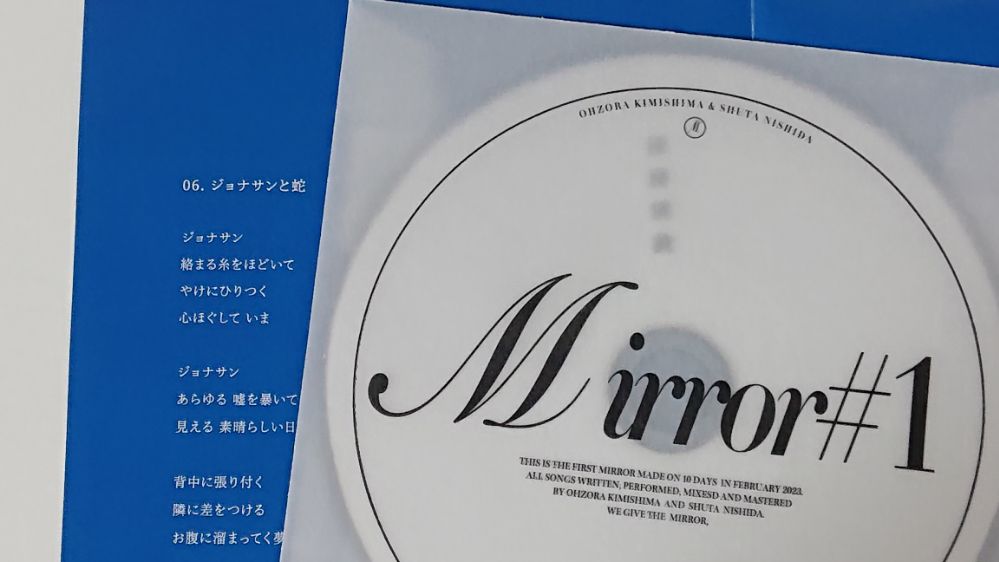 06. ジョナサンと蛇
ジョナサン
絡まる糸をほどいて
やけにひりつく
心ほぐして いま
ジョナサン
あらゆる 嘘を暴いて
見える 素晴らしい日
背中に張り付く
隣に差をつける
お腹に溜まってく夢
OHZORA KIMISHIMA & SHUTA NISHIDA
M
Mirror#1
THIS IS THE FIRST MIRROR MADE ON 10 DAYS IN FEBRUARY 2023.
ALL SONGS WRITTEN, PERFORMED, MIXESD AND MASTERED
BY OHZORA KIMISHIMA AND SHUTA NISHIDA.
WE GIVE THE MIRROR,